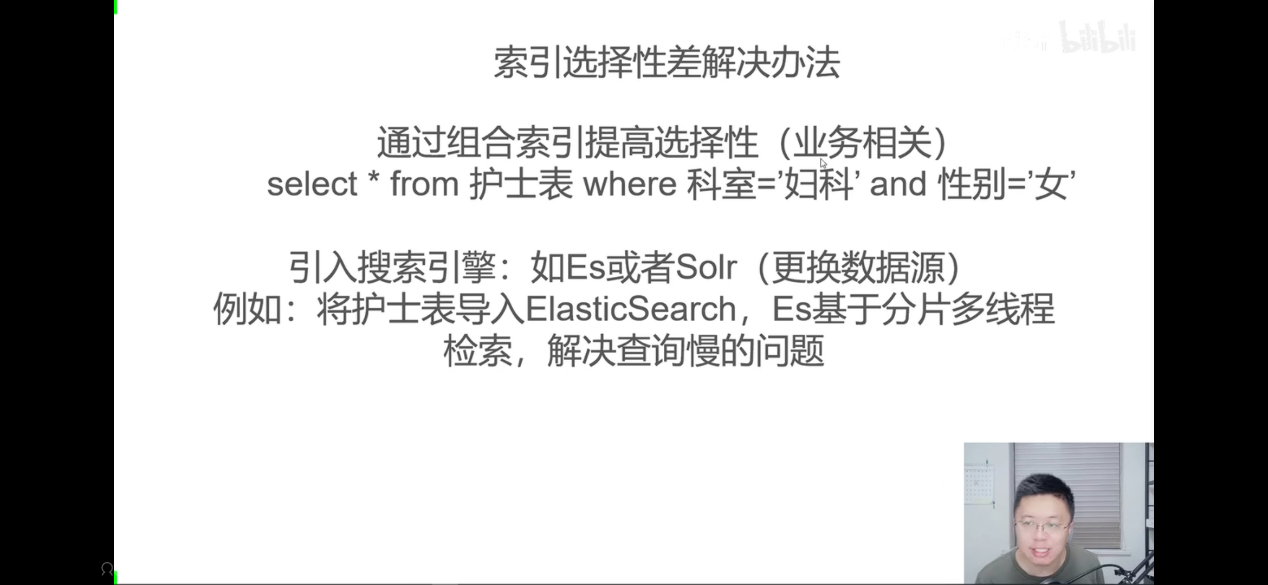 索引选择性差解决办法
通过组合索引提高选择性（业务相关）
select * from 护士表 where 科室=’妇科’ and 性别=’女’
引入搜索引擎：如Es或者Solr（更换数据源）
例如：将护士表导入ElasticSearch，Es基于分片多线程
检索，解决查询慢的问题
bilibili